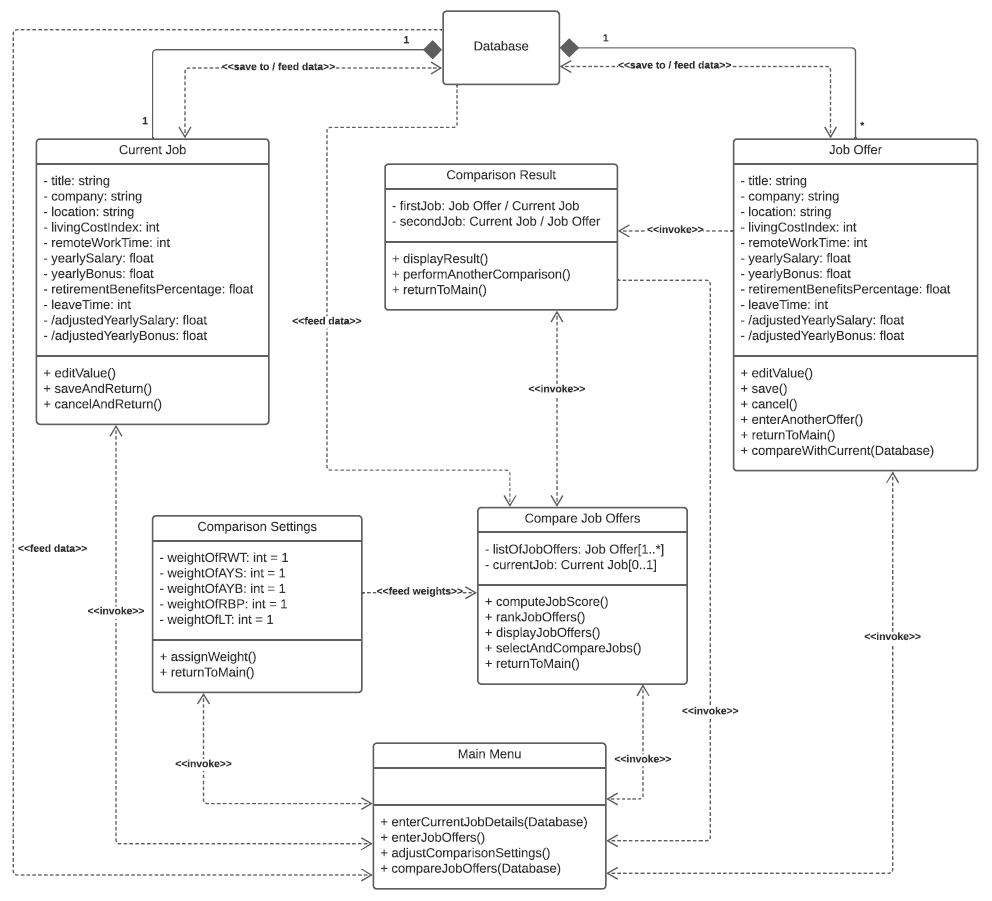 Database
1
1
<<save to / feed data>>
<<save to / feed data>>
1
*
Current Job
- title: string
- company: string
- location: string
- livingCostIndex: int
- remoteWorkTime: int
- yearlySalary: float
- yearlyBonus: float
- retirementBenefitsPercentage: float
- leaveTime: int
- /adjustedYearlySalary: float
- /adjustedYearlyBonus: float
+ editValue()
+ saveAndReturn()
+ cancelAndReturn()
Comparison Result
- firstJob: Job Offer / Current Job
- secondJob: Current Job / Job Offer
+ displayResult()
+ performAnotherComparison()
+ returnToMain()
<<invoke>>
Job Offer
- title: string
- company: string
- location: string
- livingCostIndex: int
- remoteWorkTime: int
- yearlySalary: float
- yearlyBonus: float
- retirementBenefitsPercentage: float
- leaveTime: int
- /adjustedYearlySalary: float
- /adjustedYearlyBonus: float
+ editValue()
+ save()
+ cancel()
+ enterAnotherOffer()
+ returnToMain()
+ compareWithCurrent(Database)
<<feed data>>
<<invoke>>
Comparison Settings
- weightOfRWT: int = 1
- weightOfAYS: int = 1
- weightOfAYB: int = 1
- weightOfRBP: int = 1
- weightOfLT: int = 1
+ assignWeight()
+ returnToMain()
<<feed weights>>
Compare Job Offers
- listOfJobOffers: Job Offer[1..*]
- currentJob: Current Job[0..1]
+ computeJobScore()
+ rankJobOffers()
+ displayJobOffers()
+ selectAndCompareJobs()
+ returnToMain()
<<feed data>>
<<invoke>>
<<invoke>>
<<invoke>>
<<invoke>>
<<invoke>>
Main Menu
+ enterCurrentJobDetails(Database)
+ enterJobOffers()
+ adjustComparisonSettings()
+ compareJobOffers(Database)